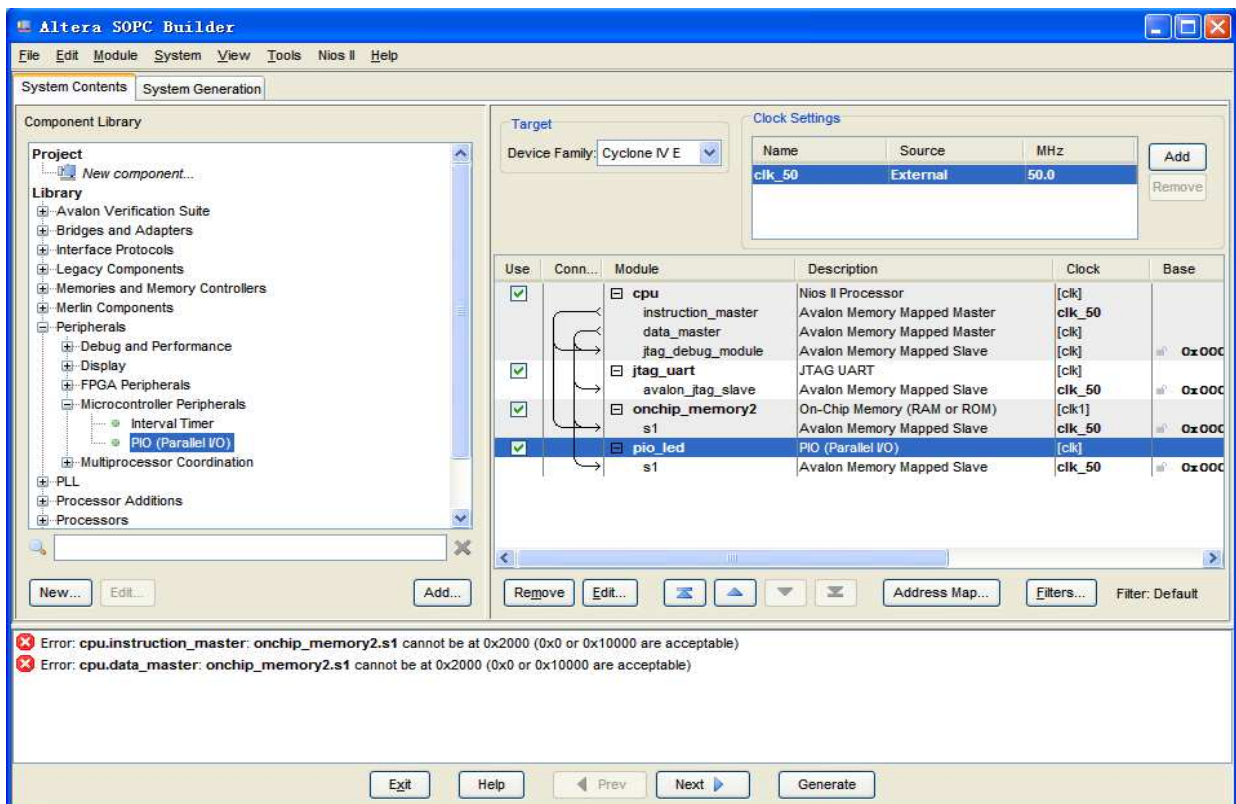 Altera SOPC Builder
File Edit Module System View Tools Nios II Help
System Contents System Generation
Component Library
Project
New component...
Library
Avalon Verification Suite
Bridges and Adapters
Interface Protocols
Legacy Components
Memories and Memory Controllers
Merlin Components
Peripherals
Debug and Performance
Display
FPGA Peripherals
Microcontroller Peripherals
Interval Timer
PIO (Parallel I/O)
Multiprocessor Coordination
PLL
Processor Additions
Processors
New... Edit... Add...
Target
Device Family: Cyclone IV E
Clock Settings
Name Source MHz
clk_50 External 50.0
Add
Remove
Use Conn... Module Description Clock Base
cpu Nios II Processor [clk]
instruction_master Avalon Memory Mapped Master clk_50
data_master Avalon Memory Mapped Master [clk]
jtag_debug_module Avalon Memory Mapped Slave [clk] 0x000
jtag_uart JTAG UART [clk]
avalon_jtag_slave Avalon Memory Mapped Slave clk_50 0x000
onchip_memory2 On-Chip Memory (RAM or ROM) [clk1]
s1 Avalon Memory Mapped Slave clk_50 0x000
pio_led PIO (Parallel I/O) [clk]
s1 Avalon Memory Mapped Slave clk_50 0x000
Remove Edit... Address Map... Filters... Filter: Default
Error: cpu.instruction_master: onchip_memory2.s1 cannot be at 0x2000 (0x0 or 0x10000 are acceptable)
Error: cpu.data_master: onchip_memory2.s1 cannot be at 0x2000 (0x0 or 0x10000 are acceptable)
Exit Help Prev Next Generate